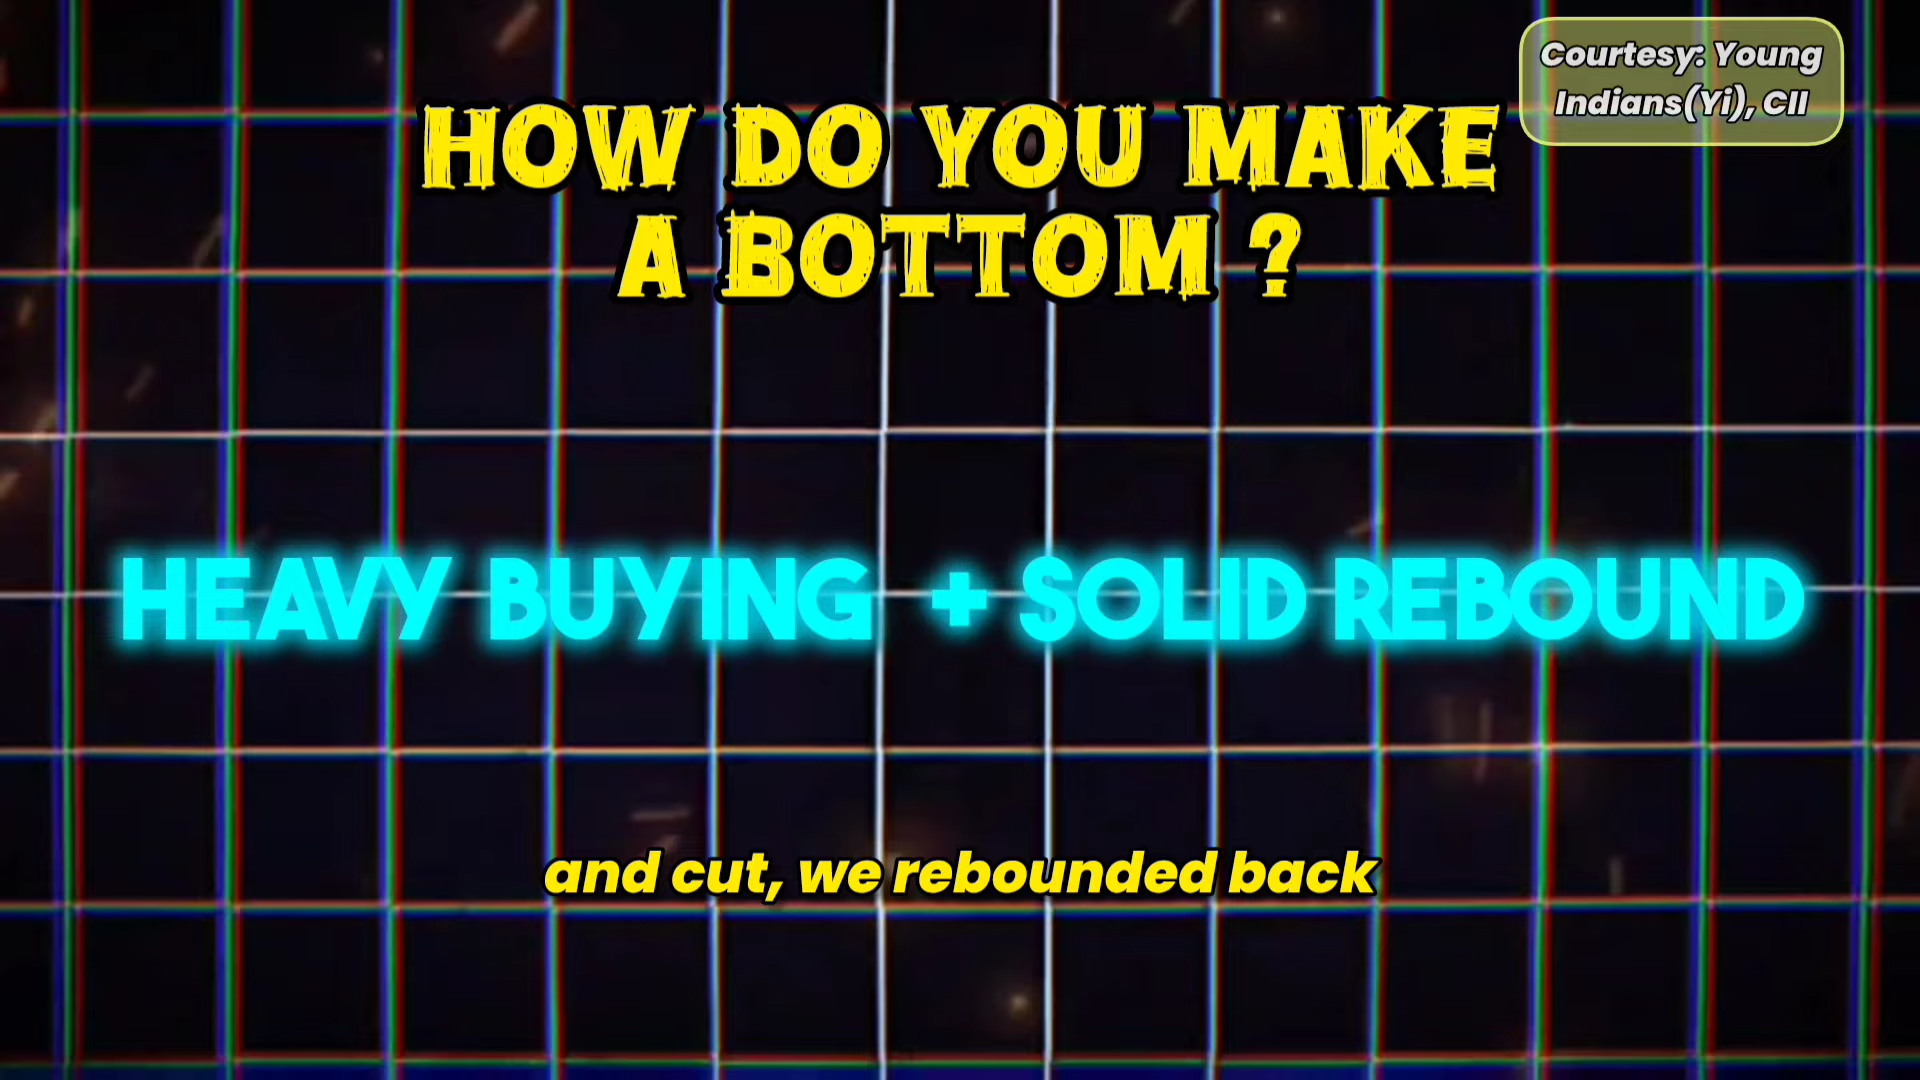 Courtesy: Young
Indians(Yi), CII
HOW DO YOU MAKE
A BOTTOM ?
HEAVY BUYING + SOLID REBOUND
and cut, we rebounded back